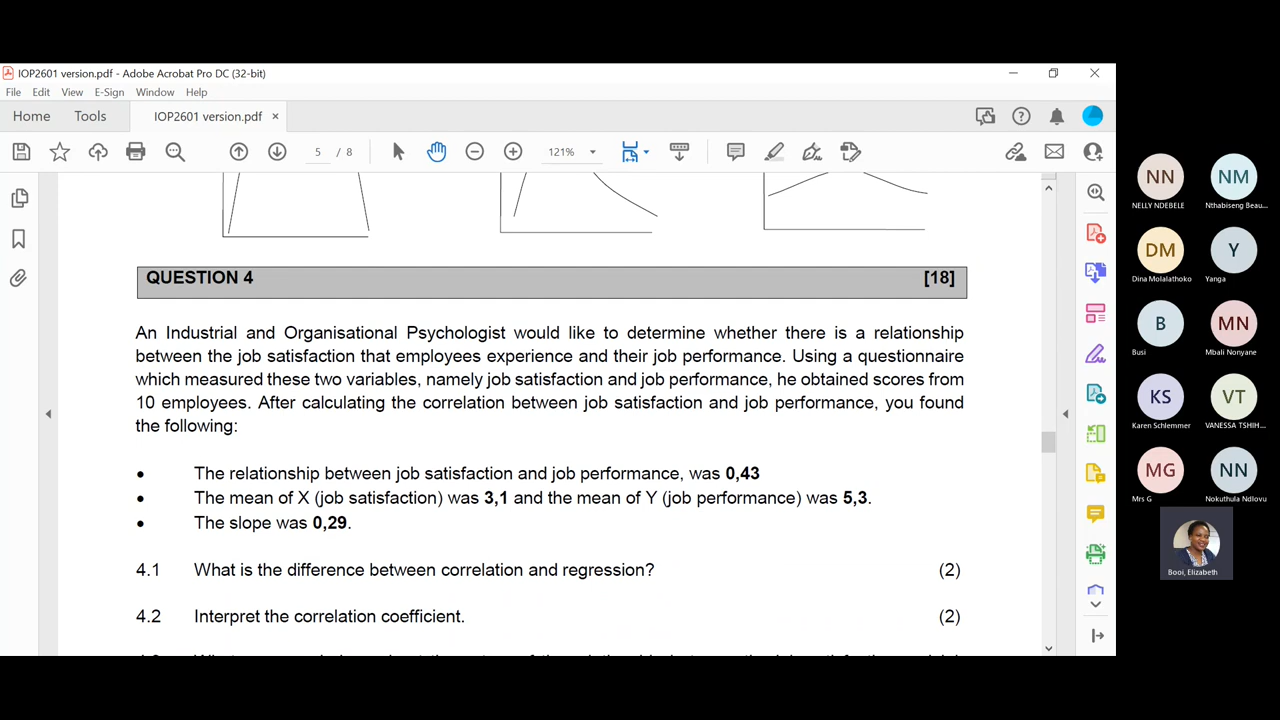 IOP2601 version.pdf - Adobe Acrobat Pro DC (32-bit)
File Edit View E-Sign Window Help
Home Tools IOP2601 version.pdf ×
5 / 8 121%
QUESTION 4 [18]
An Industrial and Organisational Psychologist would like to determine whether there is a relationship
between the job satisfaction that employees experience and their job performance. Using a questionnaire
which measured these two variables, namely job satisfaction and job performance, he obtained scores from
10 employees. After calculating the correlation between job satisfaction and job performance, you found
the following:
• The relationship between job satisfaction and job performance, was 0,43
• The mean of X (job satisfaction) was 3,1 and the mean of Y (job performance) was 5,3.
• The slope was 0,29.
4.1 What is the difference between correlation and regression? (2)
4.2 Interpret the correlation coefficient. (2)
NN NM
NELLY NDEBELE Nthabiseng Beau...
DM Y
Dina Molalathoko Yanga
B MN
Busi Mbali Nonyane
KS VT
Karen Schlemmer VANESSA TSHIH...
MG NN
Mrs G Nokuthula Ndlovu
Booi, Elizabeth